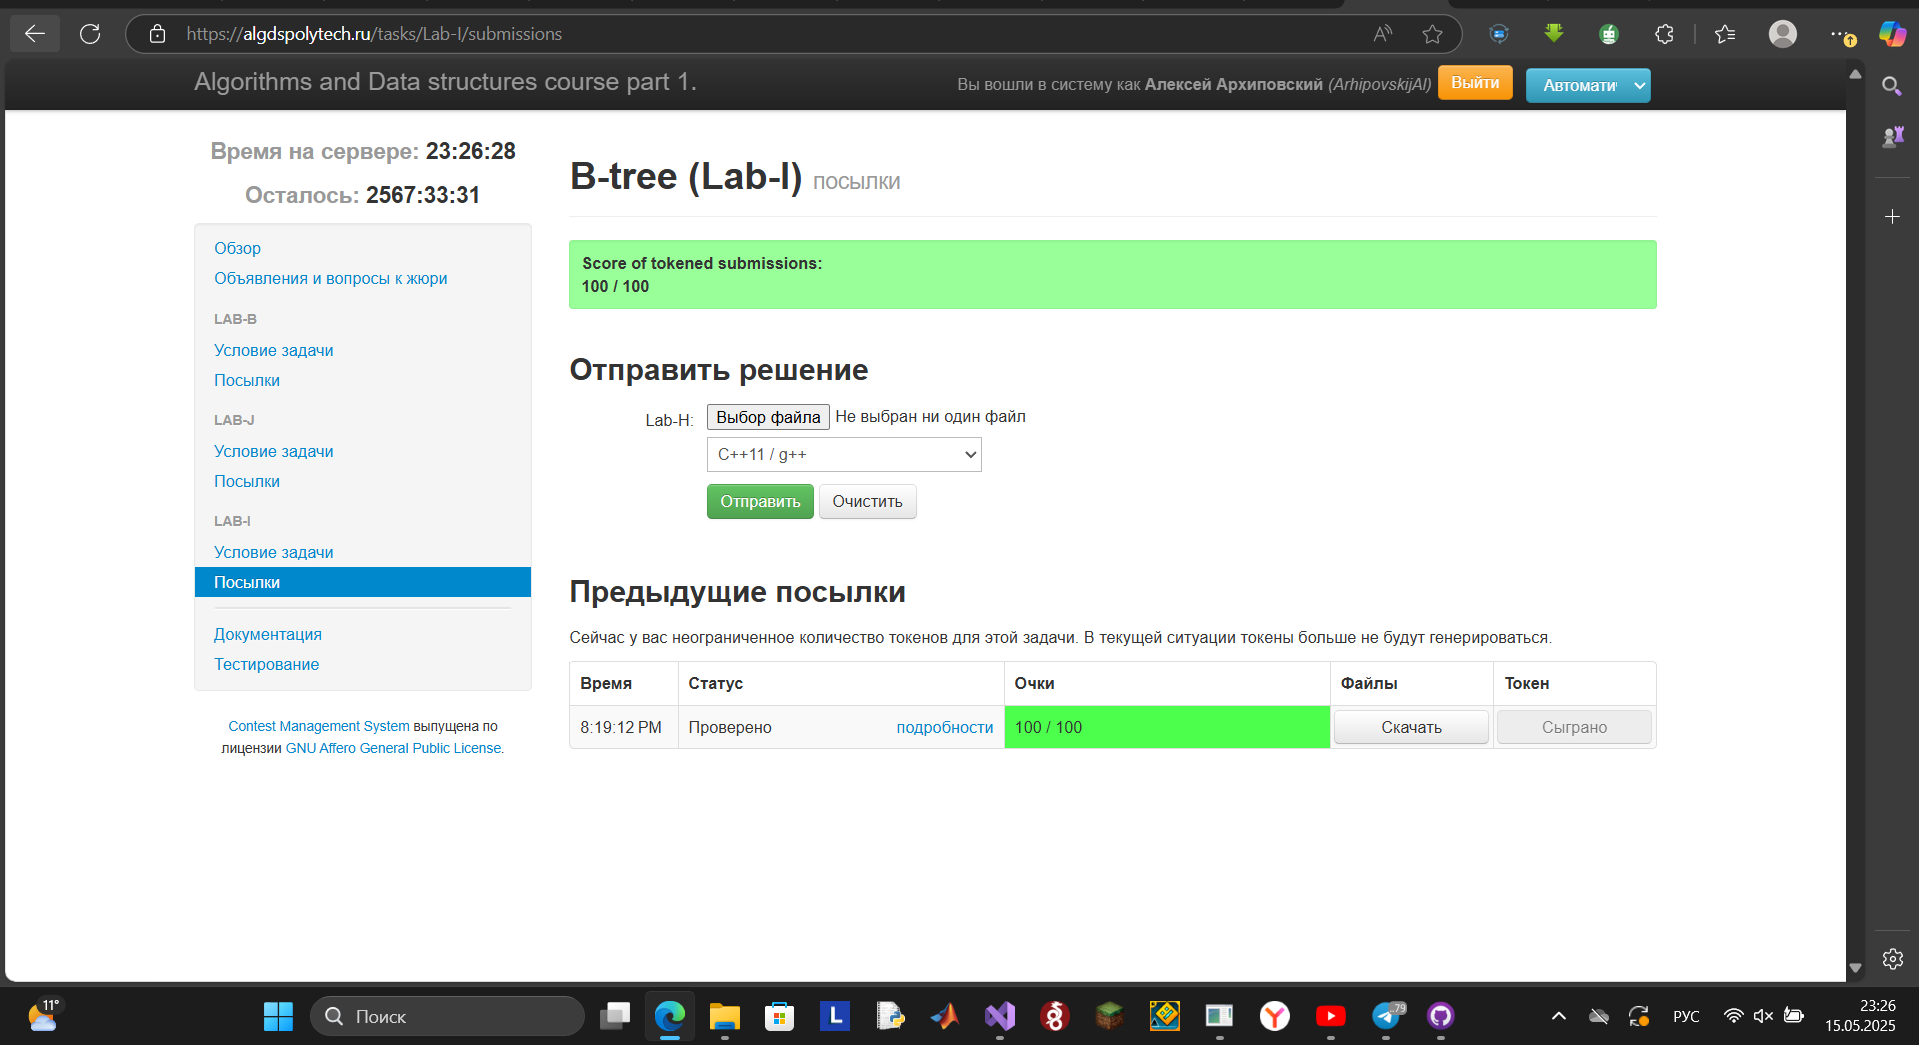 https://algdspolytech.ru/tasks/Lab-I/submissions
Algorithms and Data structures course part 1.
Вы вошли в систему как Алексей Архиповский (ArhipovskijAI)
Выйти
Автомати
Время на сервере: 23:26:28
Осталось: 2567:33:31
Обзор
Объявления и вопросы к жюри
LAB-B
Условие задачи
Посылки
LAB-J
Условие задачи
Посылки
LAB-I
Условие задачи
Посылки
Документация
Тестирование
Contest Management System выпущена по
лицензии GNU Affero General Public License.
B-tree (Lab-I) посылки
Score of tokened submissions:
100 / 100
Отправить решение
Lab-H: Выбор файла Не выбран ни один файл
C++11 / g++
Отправить Очистить
Предыдущие посылки
Сейчас у вас неограниченное количество токенов для этой задачи. В текущей ситуации токены больше не будут генерироваться.
Время Статус Очки Файлы Токен
8:19:12 PM Проверено подробности 100 / 100 Скачать Сыграно
11°
Поиск
L
79
РУС
23:26
15.05.2025